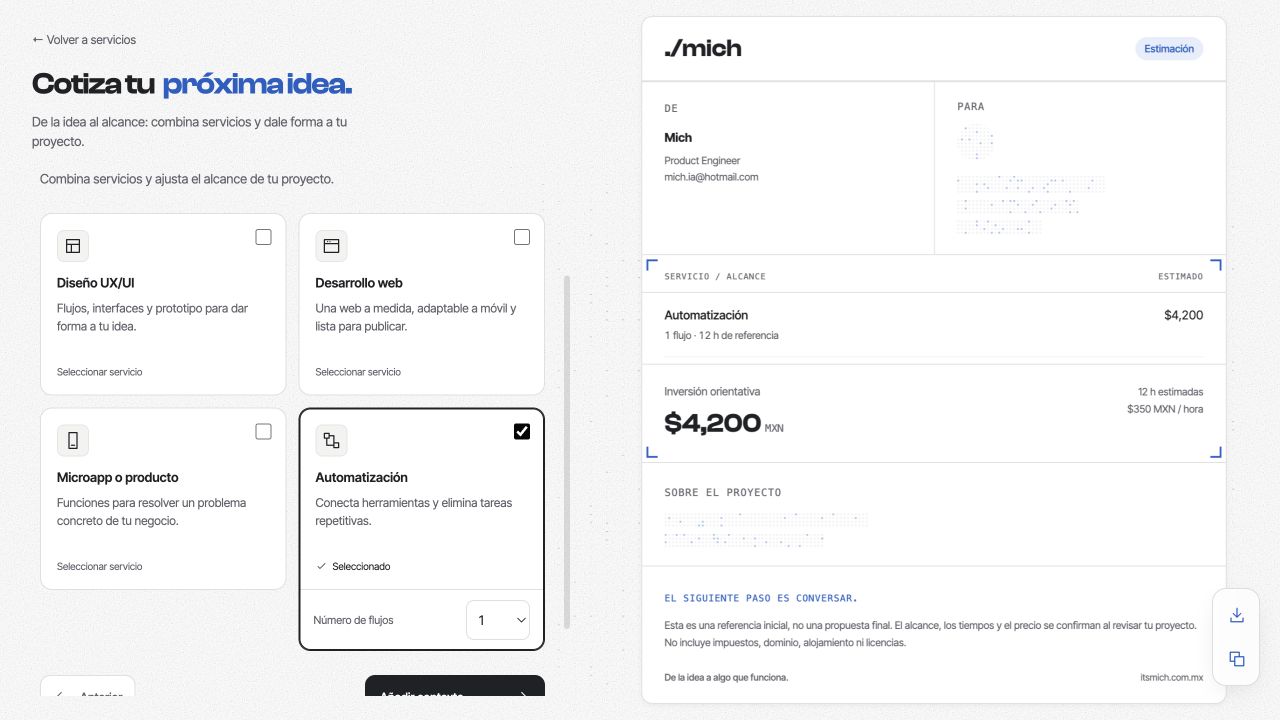 ← Volver a servicios
Cotiza tu próxima idea.
De la idea al alcance: combina servicios y dale forma a tu
proyecto.
Combina servicios y ajusta el alcance de tu proyecto.
Diseño UX/UI
Flujos, interfaces y prototipo para dar
forma a tu idea.
Seleccionar servicio
Desarrollo web
Una web a medida, adaptable a móvil y
lista para publicar.
Seleccionar servicio
Microapp o producto
Funciones para resolver un problema
concreto de tu negocio.
Seleccionar servicio
Automatización
Conecta herramientas y elimina tareas
repetitivas.
✓ Seleccionado
Número de flujos
1
Anterior
Añadir contexto
./mich
Estimación
DE
Mich
Product Engineer
mich.ia@hotmail.com
PARA
SERVICIO / ALCANCE
ESTIMADO
Automatización
$4,200
1 flujo · 12 h de referencia
Inversión orientativa
$4,200 MXN
12 h estimadas
$350 MXN / hora
SOBRE EL PROYECTO
EL SIGUIENTE PASO ES CONVERSAR.
Esta es una referencia inicial, no una propuesta final. El alcance, los tiempos y el precio se confirman al revisar tu proyecto.
No incluye impuestos, dominio, alojamiento ni licencias.
De la idea a algo que funciona.
itsmich.com.mx